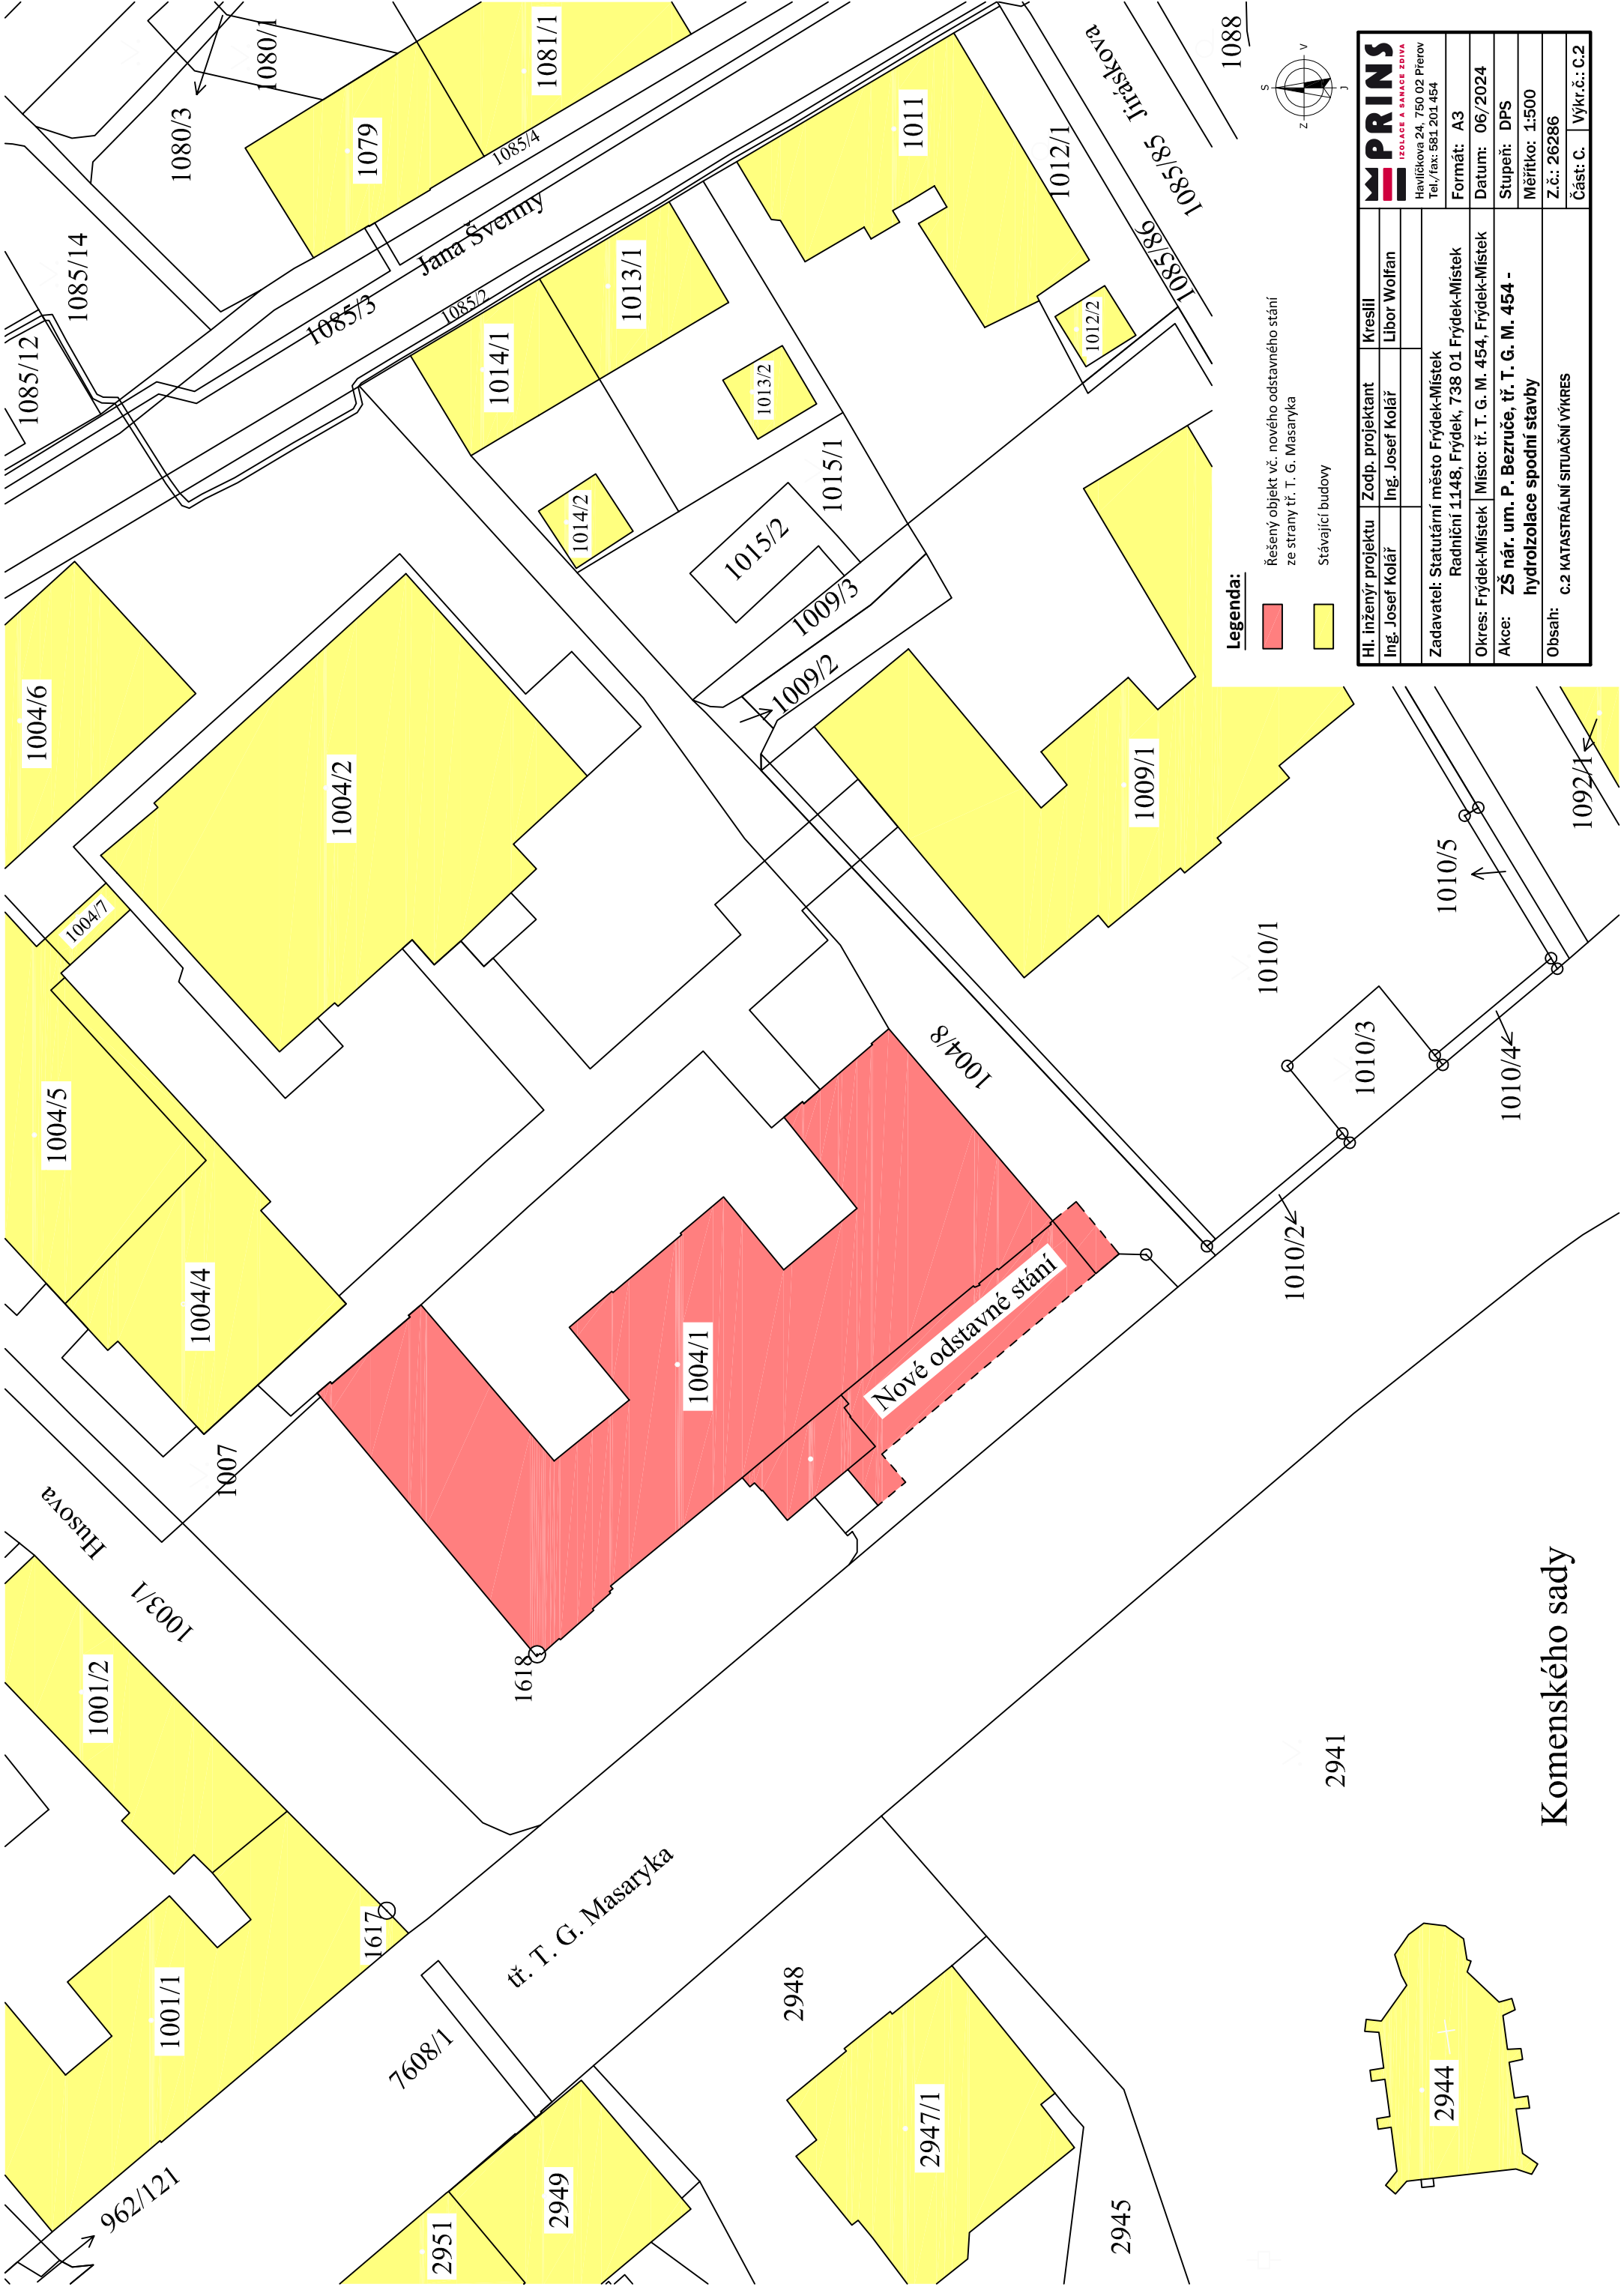 962/121
1001/1
1617
1001/2
1003/1
Husova
1007
1618
1004/4
1004/5
1004/7
1004/6
1004/2
1004/1
Nové odstavné stání
1004/8
tř. T. G. Masaryka
7608/1
2951
2949
2948
2947/1
2945
2941
2944
Komenského sady
1010/2
1010/3
1010/4
1010/1
1010/5
1092/1
1009/1
1009/2
1009/3
1015/2
1015/1
1014/2
1014/1
1013/2
1013/1
1012/2
1012/1
1011
1085/12
1085/14
1085/3
1085/2
Jana Švermy
1085/4
1080/3
1080/1
1079
1081/1
Jiráskova
1085/85
1085/86
1088
S
Z
V
J
Legenda:
Řešený objekt vč. nového odstavného stání
ze strany tř. T. G. Masaryka
Stávající budovy
Hl. inženýr projektu
Zodp. projektant
Kreslil
Ing. Josef Kolář
Ing. Josef Kolář
Libor Wolfan
PRINS
IZOLACE A SANACE ZDIVA
Havlíčkova 24, 750 02 Přerov
Tel./fax: 581 201 454
Zadavatel: Statutární město Frýdek-Místek
Radniční 1148, Frýdek, 738 01 Frýdek-Místek
Formát: A3
Okres: Frýdek-Místek
Místo: tř. T. G. M. 454, Frýdek-Místek
Datum: 06/2024
Akce: ZŠ nár. um. P. Bezruče, tř. T. G. M. 454 -
hydroizolace spodní stavby
Stupeň: DPS
Měřítko: 1:500
Obsah:
C.2 KATASTRÁLNÍ SITUAČNÍ VÝKRES
Z.č.: 26286
Část: C.
Výkr.č.: C.2